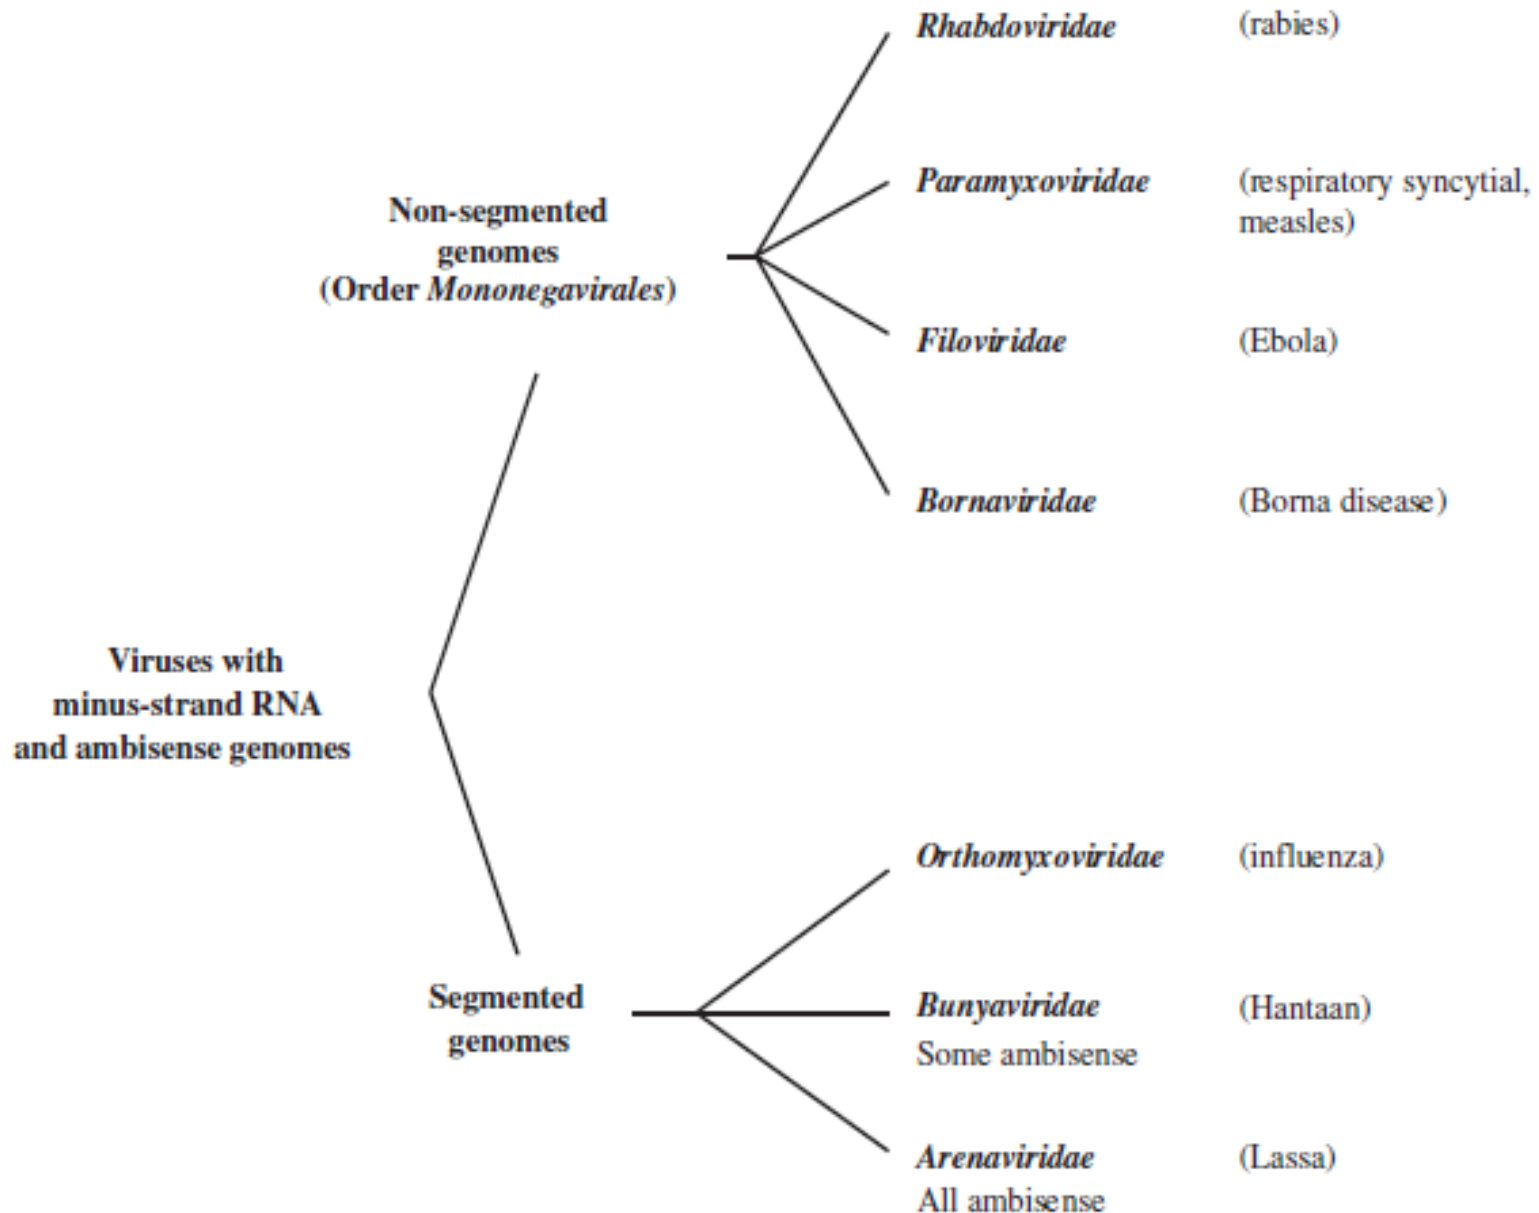 Rhabdoviridae (rabies)
Paramyxoviridae (respiratory syncytial,
measles)
Non-segmented
genomes
(Order Mononegavirales)
Filoviridae (Ebola)
Bornaviridae (Borna disease)
Viruses with
minus-strand RNA
and ambisense genomes
Orthomyxoviridae (influenza)
Segmented
genomes
Bunyaviridae (Hantaan)
Some ambisense
Arenaviridae (Lassa)
All ambisense